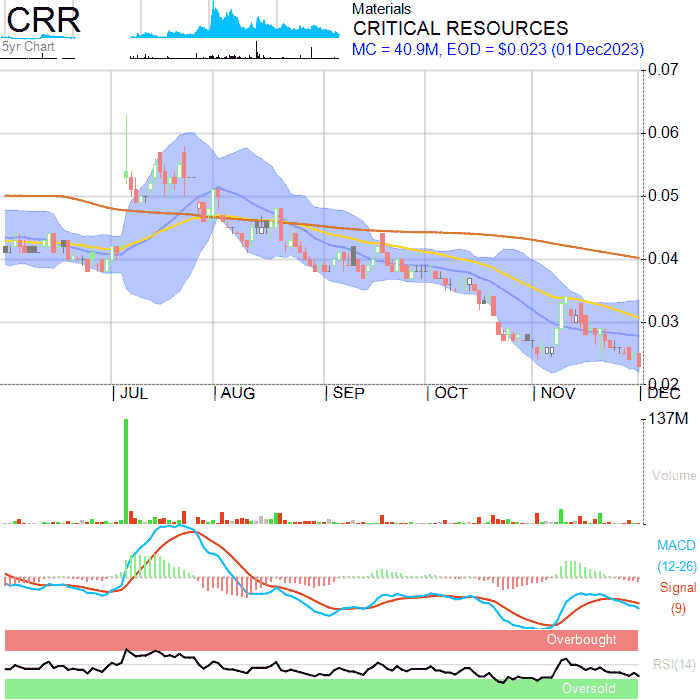 CRR
5yr Chart
Materials
CRITICAL RESOURCES
MC = 40.9M, EOD = $0.023 (01Dec2023)
0.07
0.06
0.05
0.04
0.03
0.02
JUL AUG SEP OCT NOV DEC
137M
Volume
MACD
(12-26)
Signal
(9)
Overbought
RSI(14)
Oversold